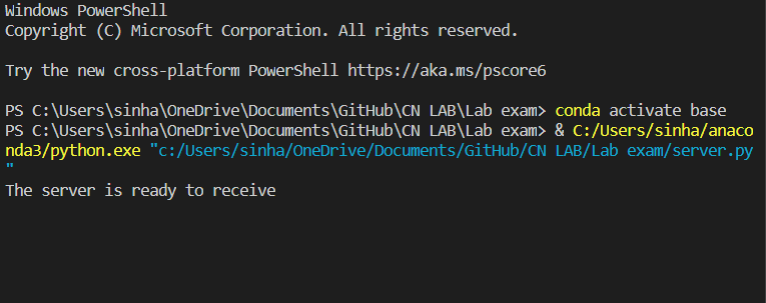 Windows PowerShell
Copyright (C) Microsoft Corporation. All rights reserved.
Try the new cross-platform PowerShell https://aka.ms/pscore6
PS C:\Users\sinha\OneDrive\Documents\GitHub\CN LAB\Lab exam> conda activate base
PS C:\Users\sinha\OneDrive\Documents\GitHub\CN LAB\Lab exam> & C:/Users/sinha/anaco
nda3/python.exe "c:/Users/sinha/OneDrive/Documents/GitHub/CN LAB/Lab exam/server.py
"
The server is ready to receive